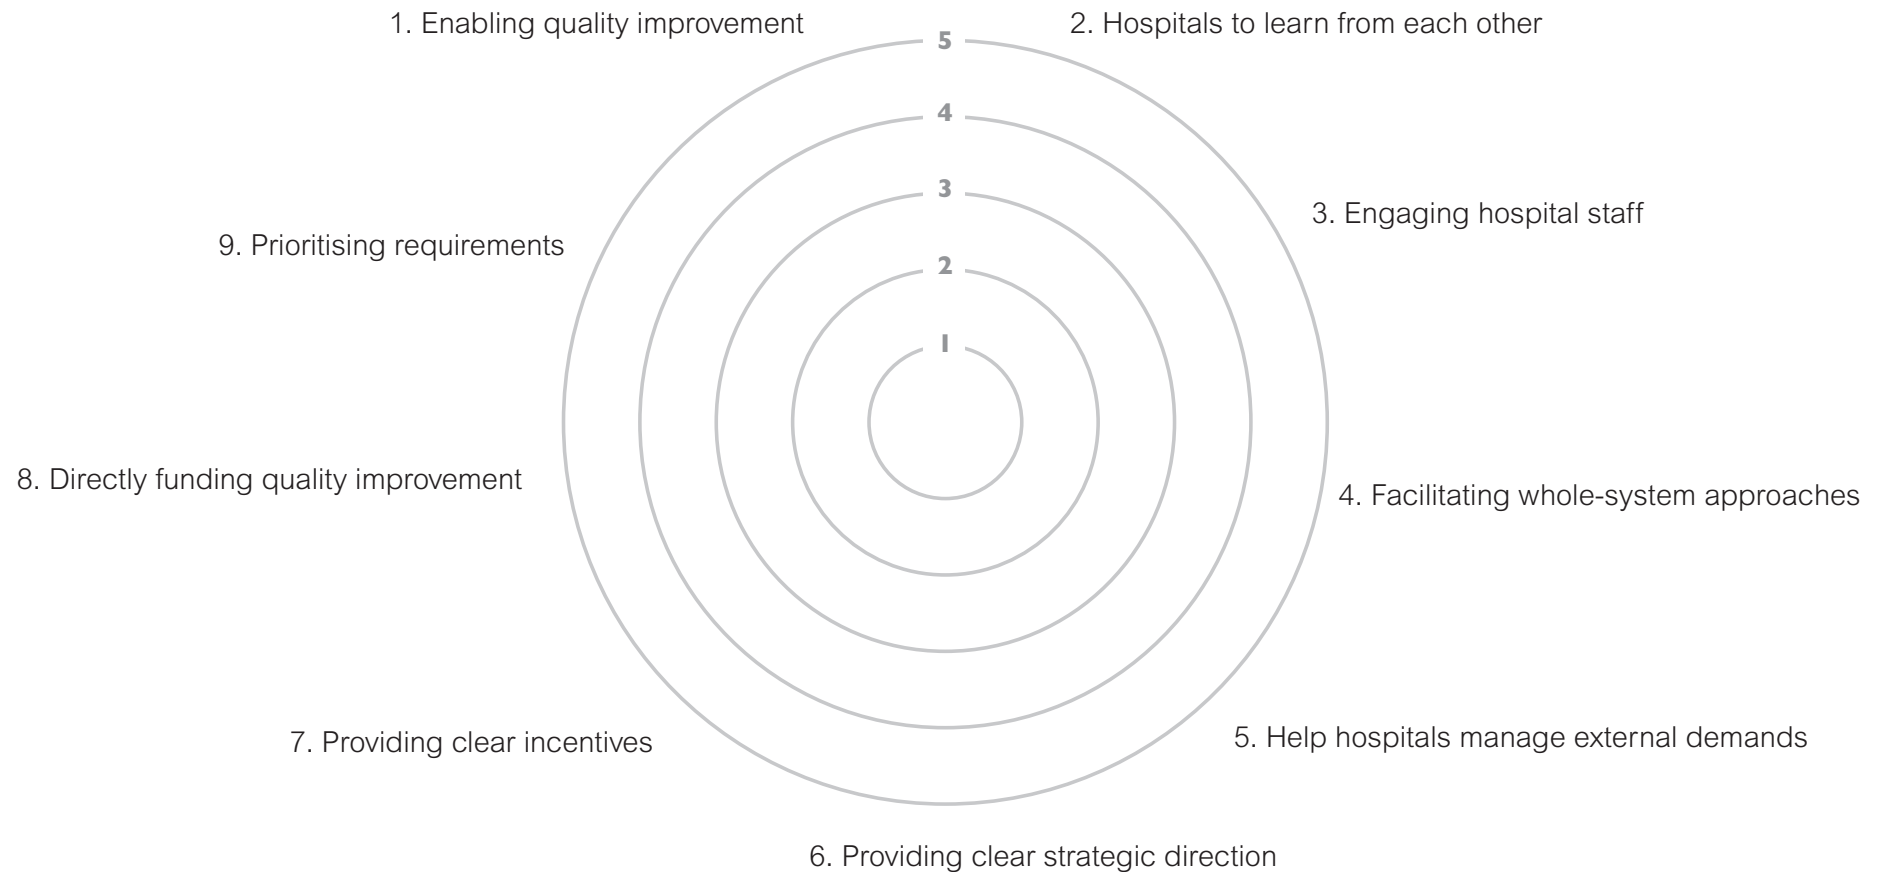 1. Enabling quality improvement
2. Hospitals to learn from each other
5
4
3. Engaging hospital staff
3
9. Prioritising requirements
2
1
8. Directly funding quality improvement
4. Facilitating whole-system approaches
7. Providing clear incentives
5. Help hospitals manage external demands
6. Providing clear strategic direction